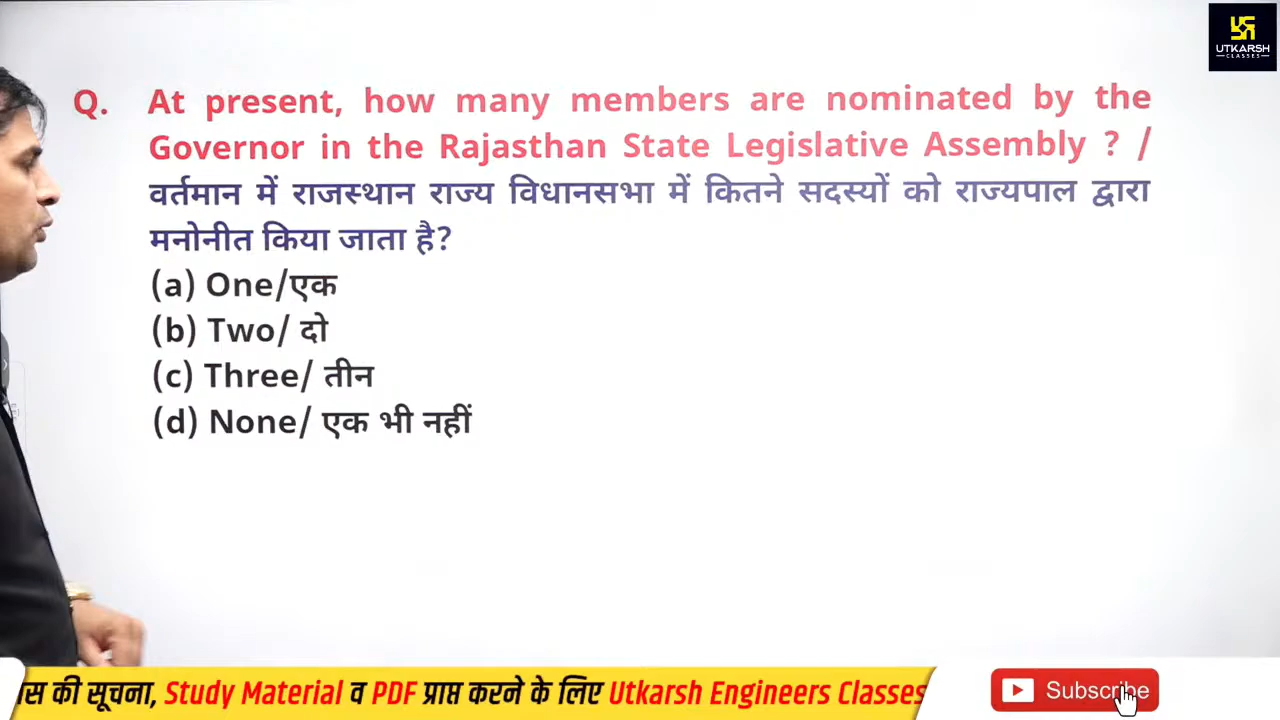 UTKARSH
CLASSES
Q. At present, how many members are nominated by the
Governor in the Rajasthan State Legislative Assembly ? /
वर्तमान में राजस्थान राज्य विधानसभा में कितने सदस्यों को राज्यपाल द्वारा
मनोनीत किया जाता है?
(a) One/एक
(b) Two/ दो
(c) Three/ तीन
(d) None/ एक भी नहीं
की सूचना, Study Material व PDF प्राप्त करने के लिए Utkarsh Engineers Classes
Subscribe